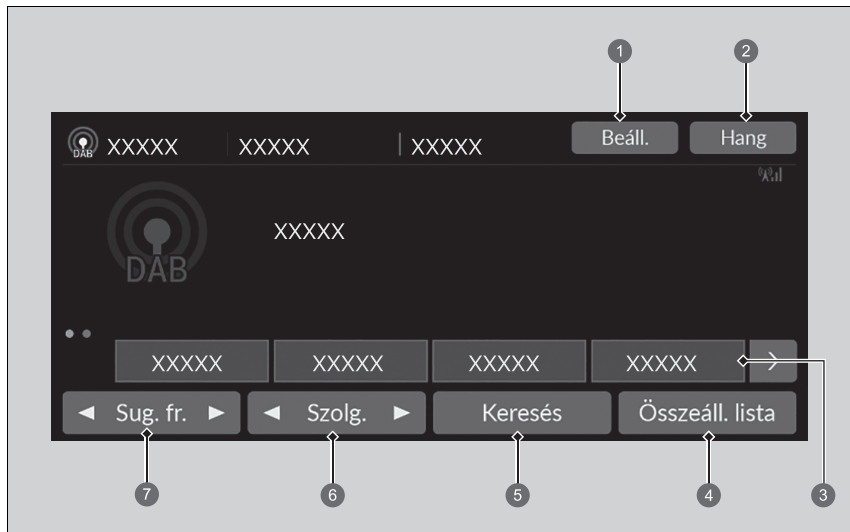 1 2
DAB XXXXX XXXXX XXXXX Beáll. Hang
DAB XXXXX
XXXXX XXXXX XXXXX XXXXX
Sug. fr. Szolg. Keresés Összeáll. lista
7 6 5 4 3